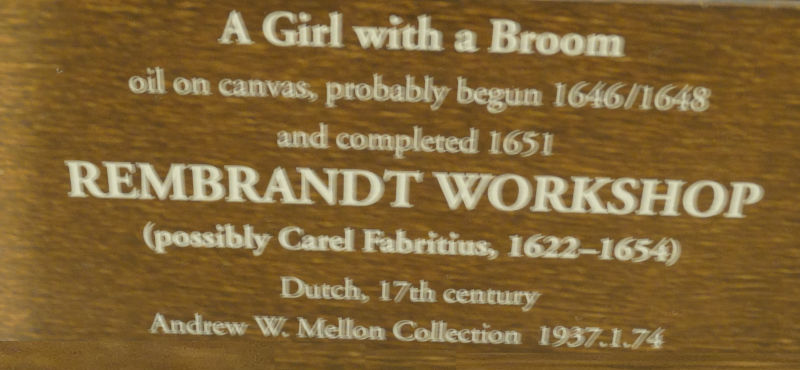 A Girl with a Broom
oil on canvas, probably begun 1646/1648
and completed 1651
REMBRANDT WORKSHOP
(possibly Carel Fabritius, 1622–1654)
Dutch, 17th century
Andrew W. Mellon Collection 1937.1.74